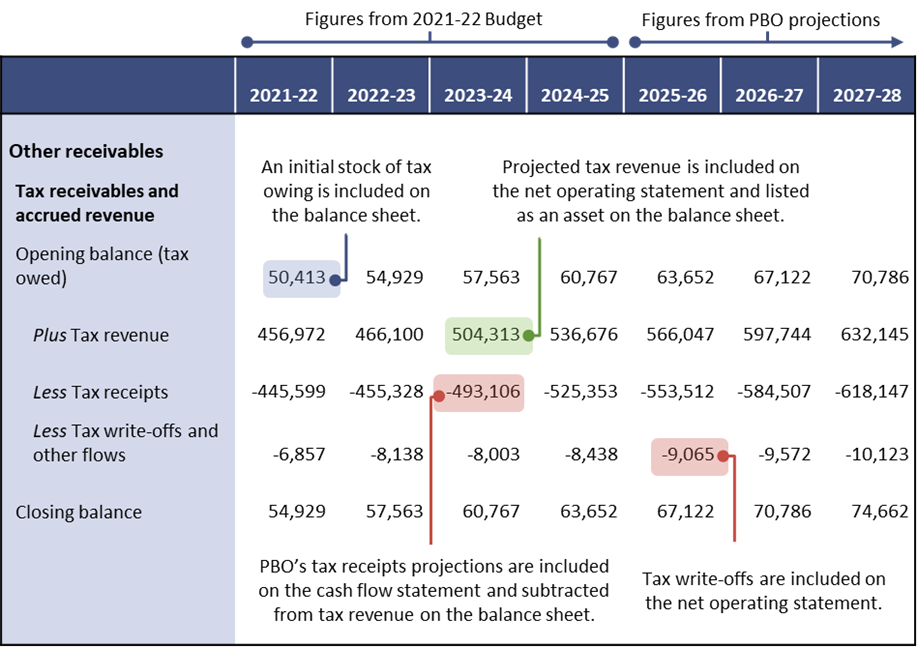 Figures from 2021-22 Budget Figures from PBO projections
2021-22 2022-23 2023-24 2024-25 2025-26 2026-27 2027-28
Other receivables
Tax receivables and
accrued revenue
An initial stock of tax
owing is included on
the balance sheet.
Projected tax revenue is included on
the net operating statement and listed
as an asset on the balance sheet.
Opening balance (tax
owed)
50,413 54,929 57,563 60,767 63,652 67,122 70,786
Plus Tax revenue 456,972 466,100 504,313 536,676 566,047 597,744 632,145
Less Tax receipts -445,599 -455,328 -493,106 -525,353 -553,512 -584,507 -618,147
Less Tax write-offs and
other flows
-6,857 -8,138 -8,003 -8,438 -9,065 -9,572 -10,123
Closing balance 54,929 57,563 60,767 63,652 67,122 70,786 74,662
PBO's tax receipts projections are included
on the cash flow statement and subtracted
from tax revenue on the balance sheet.
Tax write-offs are included on
the net operating statement.